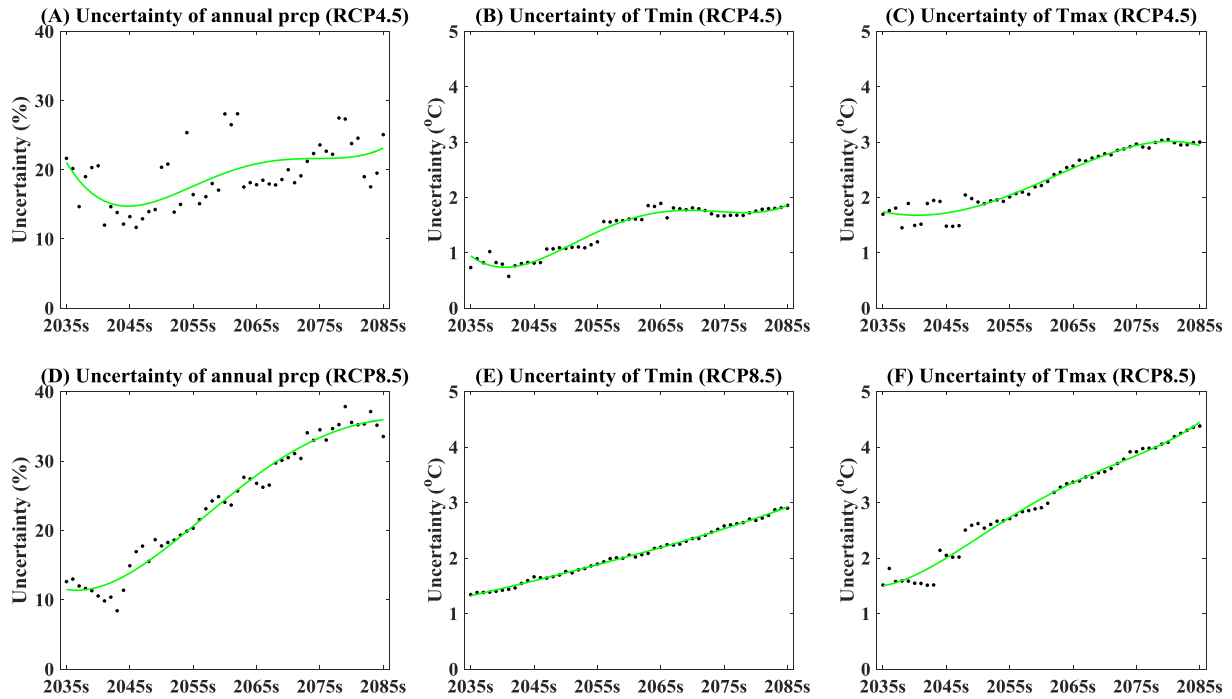 (A) Uncertainty of annual prcp (RCP4.5)
Uncertainty (%)
40
30
20
10
0
2035s 2045s 2055s 2065s 2075s 2085s
(B) Uncertainty of Tmin (RCP4.5)
Uncertainty (°C)
5
4
3
2
1
0
2035s 2045s 2055s 2065s 2075s 2085s
(C) Uncertainty of Tmax (RCP4.5)
Uncertainty (°C)
5
4
3
2
1
0
2035s 2045s 2055s 2065s 2075s 2085s
(D) Uncertainty of annual prcp (RCP8.5)
Uncertainty (%)
40
30
20
10
0
2035s 2045s 2055s 2065s 2075s 2085s
(E) Uncertainty of Tmin (RCP8.5)
Uncertainty (°C)
5
4
3
2
1
0
2035s 2045s 2055s 2065s 2075s 2085s
(F) Uncertainty of Tmax (RCP8.5)
Uncertainty (°C)
5
4
3
2
1
0
2035s 2045s 2055s 2065s 2075s 2085s